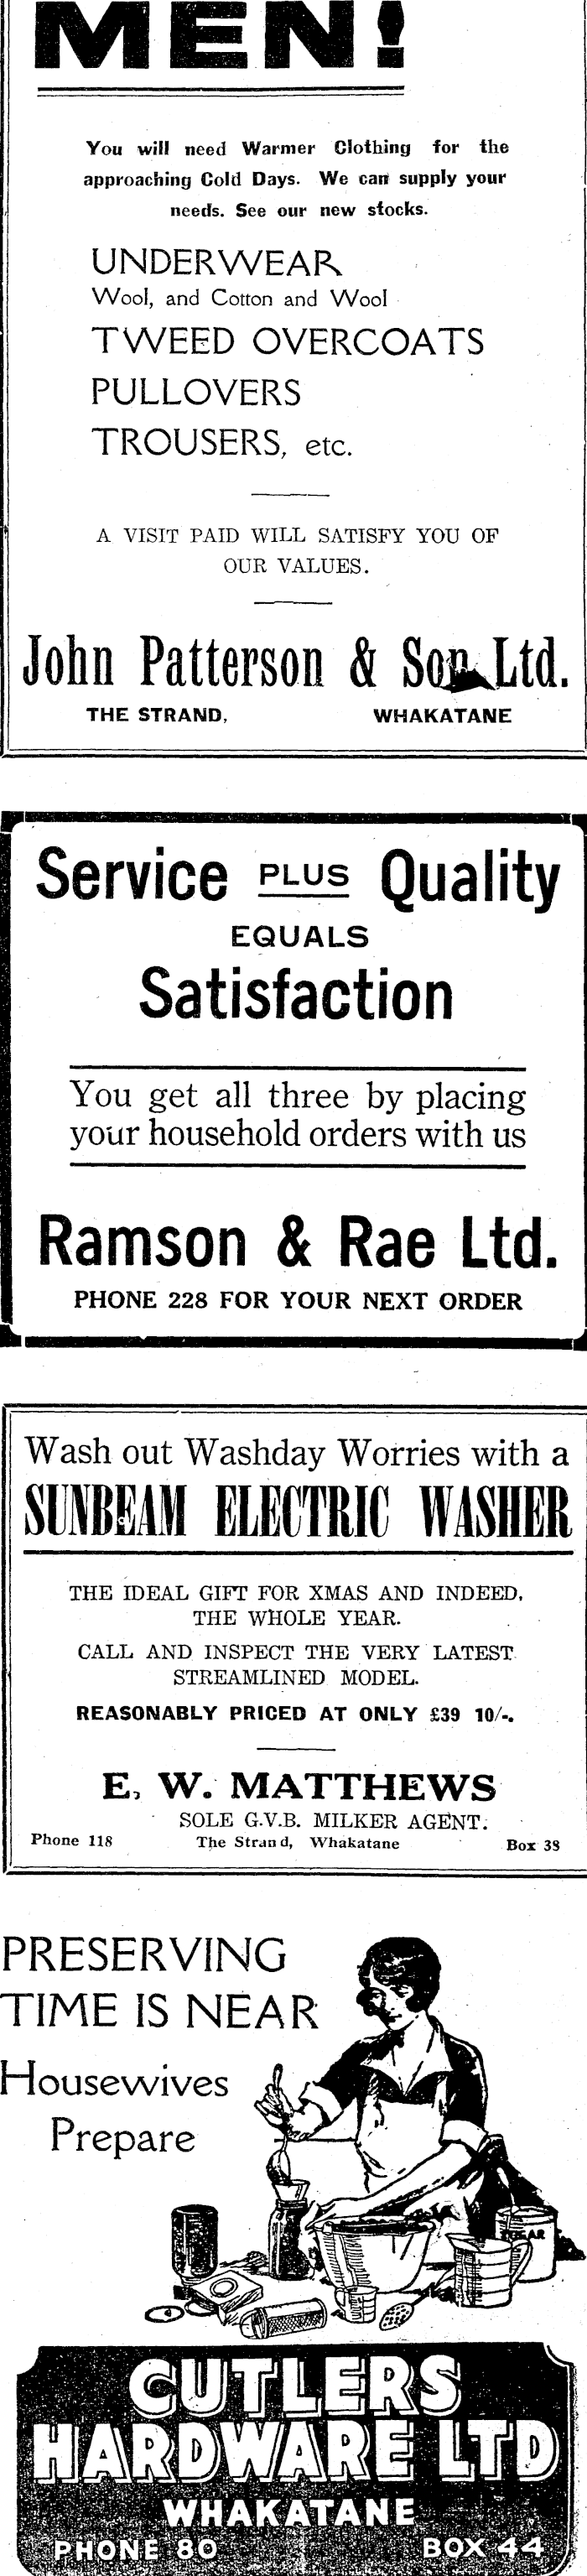 MEN!
You will need Warmer Clothing for the
approaching Cold Days. We can supply your
needs. See our new stocks.
UNDERWEAR
Wool, and Cotton and Wool
TWEED OVERCOATS
PULLOVERS
TROUSERS, etc.
A VISIT PAID WILL SATISFY YOU OF
OUR VALUES.
John Patterson & Son Ltd.
THE STRAND, WHAKATANE
Service PLUS Quality
EQUALS
Satisfaction
You get all three by placing
your household orders with us
Ramson & Rae Ltd.
PHONE 228 FOR YOUR NEXT ORDER
Wash out Washday Worries with a
SUNBEAM ELECTRIC WASHER
THE IDEAL GIFT FOR XMAS AND INDEED,
THE WHOLE YEAR.
CALL AND INSPECT THE VERY LATEST
STREAMLINED MODEL.
REASONABLY PRICED AT ONLY £39 10/-.
E. W. MATTHEWS
SOLE G.V.B. MILKER AGENT.
Phone 118 The Strand, Whakatane Box 38
PRESERVING
TIME IS NEAR
Housewives
Prepare
SUGAR
CUTLERS
HARDWARE LTD
WHAKATANE
PHONE 80 BOX 44